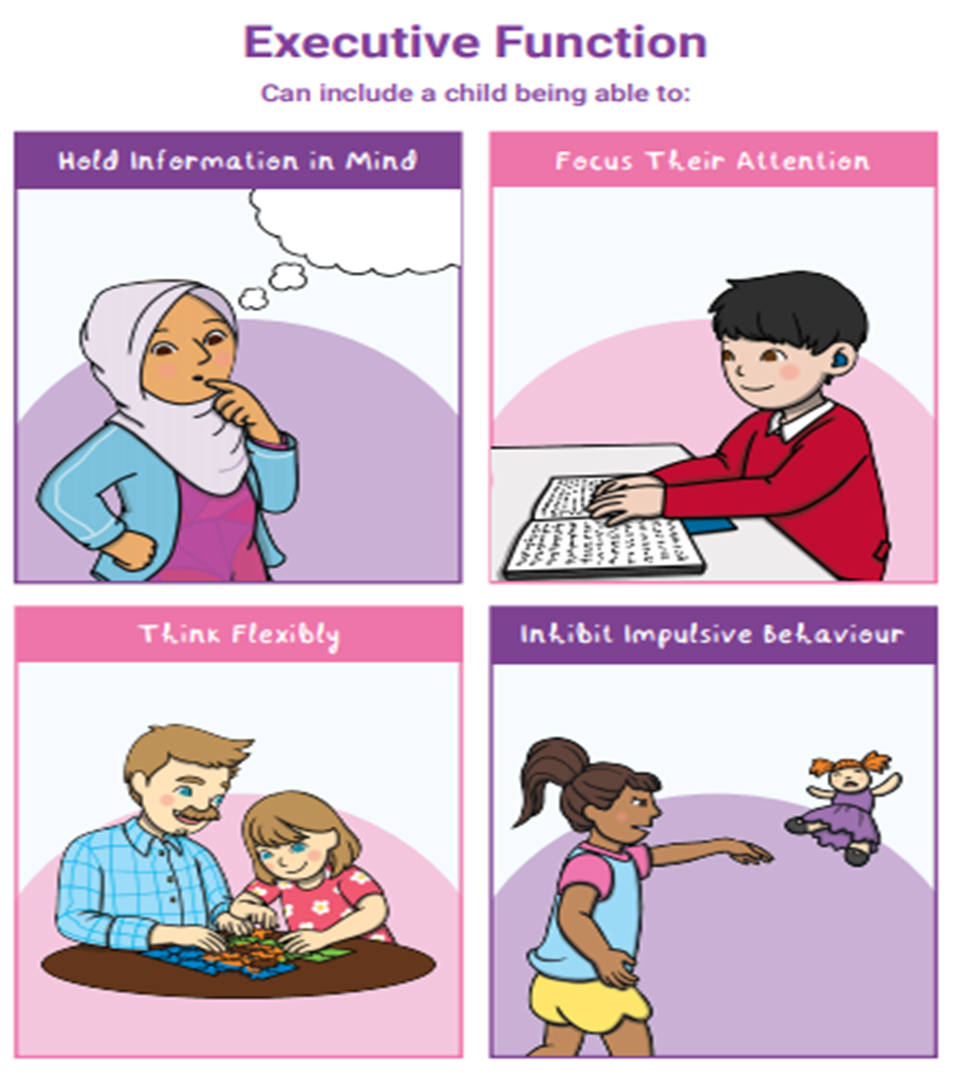 Executive Function
Can include a child being able to:
Hold Information in Mind
Focus Their Attention
Think Flexibly
Inhibit Impulsive Behaviour